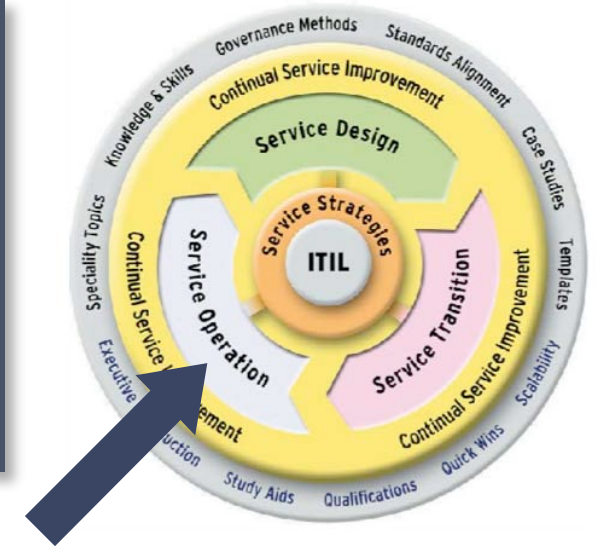 Governance Methods
Standards Alignment
Case Studies
Templates
Scalability
Quick Wins
Qualifications
Study Aids
Executive
uction
Speciality Topics
Knowledge & Skills
Continual Service Improvement
Continual Service Improvement
Continual Service
ement
Service Design
Service Transition
Service Operation
Service Strategies
ITIL